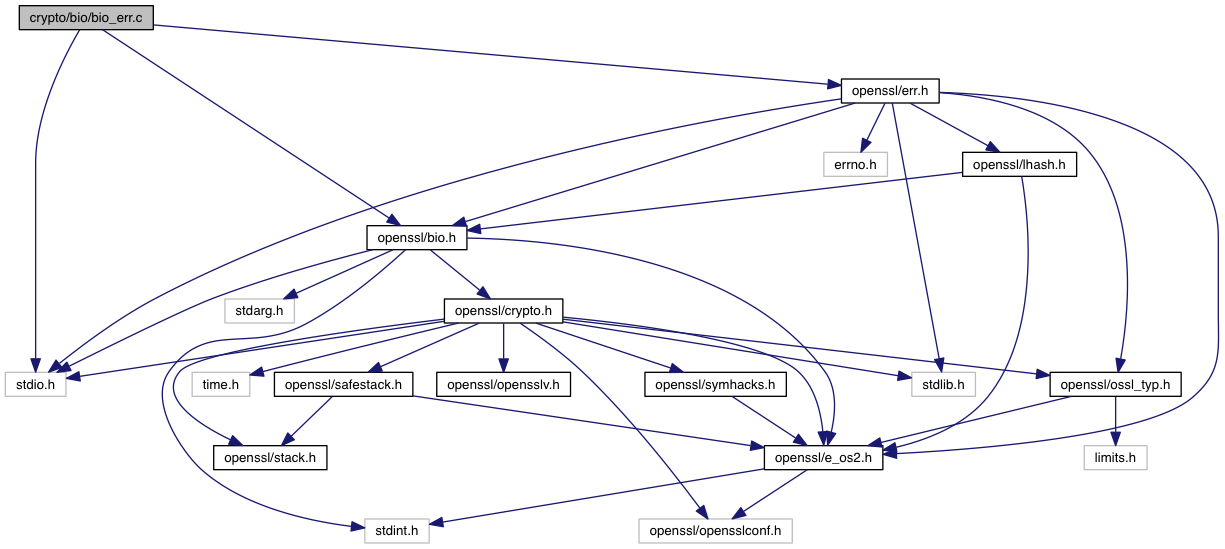 crypto/bio/bio_err.c
openssl/err.h
errno.h
openssl/lhash.h
openssl/bio.h
stdarg.h
openssl/crypto.h
stdio.h
time.h
openssl/safestack.h
openssl/opensslv.h
openssl/symhacks.h
stdlib.h
openssl/ossl_typ.h
openssl/stack.h
openssl/e_os2.h
limits.h
stdint.h
openssl/opensslconf.h